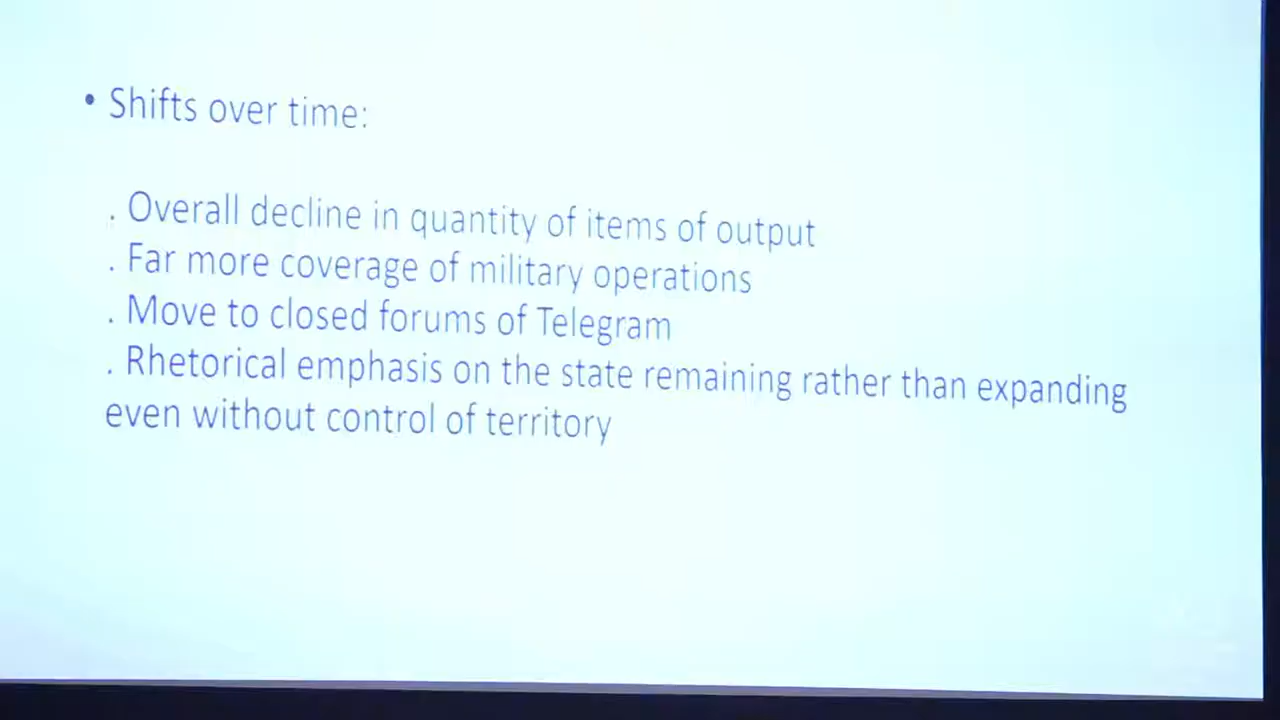 • Shifts over time:
. Overall decline in quantity of items of output
. Far more coverage of military operations
. Move to closed forums of Telegram
. Rhetorical emphasis on the state remaining rather than expanding
even without control of territory